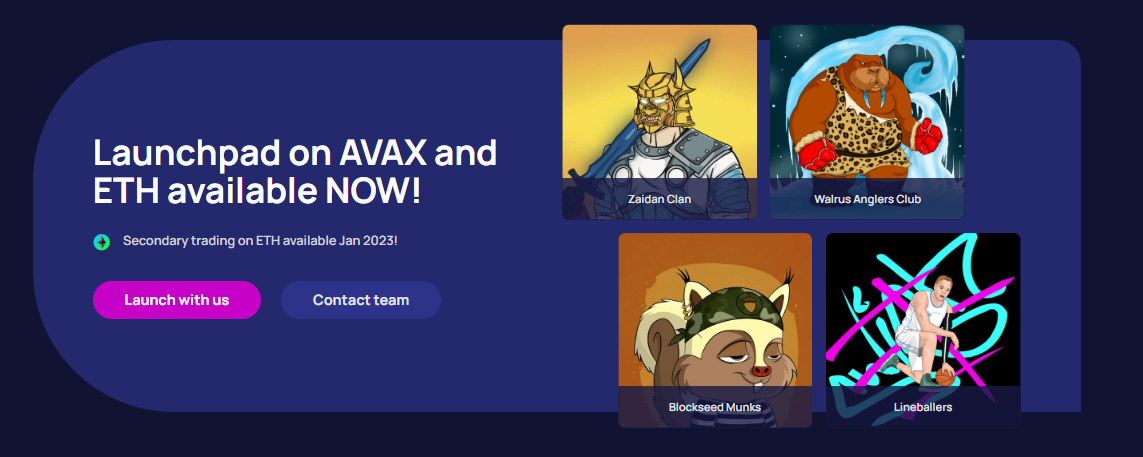 Launchpad on AVAX and
ETH available NOW!
Secondary trading on ETH available Jan 2023!
Launch with us
Contact team
Zaidan Clan
Walrus Anglers Club
Blockseed Munks
Lineballers